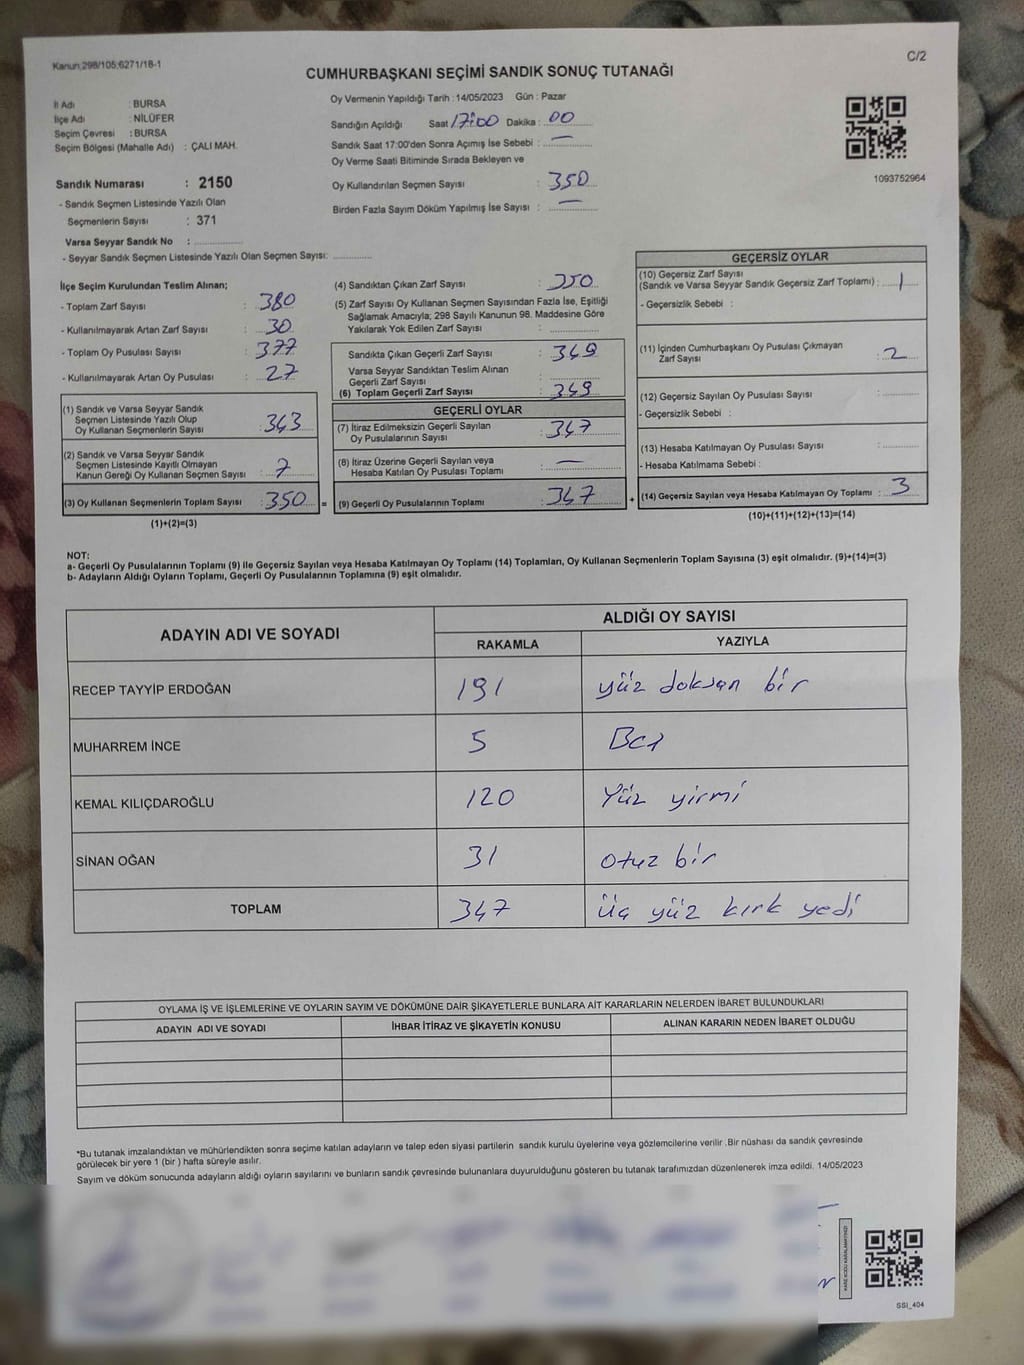 Kanun;298/105;6271/18-1
C/2
CUMHURBAŞKANI SEÇİMİ SANDIK SONUÇ TUTANAĞI
İl Adı : BURSA
İlçe Adı : NİLÜFER
Seçim Çevresi : BURSA
Seçim Bölgesi (Mahalle Adı) : ÇALI MAH.
Oy Vermenin Yapıldığı Tarih :14/05/2023 Gün : Pazar
Sandığın Açıldığı Saat 17:00 Dakika : 00
Sandık Saat 17:00'den Sonra Açımış İse Sebebi : —
Oy Verme Saati Bitiminde Sırada Bekleyen ve
Oy Kullandırılan Seçmen Sayısı : 350
Birden Fazla Sayım Döküm Yapılmış İse Sayısı : —
1093752964
Sandık Numarası : 2150
- Sandık Seçmen Listesinde Yazılı Olan
Seçmenlerin Sayısı : 371
Varsa Seyyar Sandık No : ..............
- Seyyar Sandık Seçmen Listesinde Yazılı Olan Seçmen Sayısı: ............
İlçe Seçim Kurulundan Teslim Alınan;
- Toplam Zarf Sayısı : 380
- Kullanılmayarak Artan Zarf Sayısı : 30
- Toplam Oy Pusulası Sayısı : 377
- Kullanılmayarak Artan Oy Pusulası : 27
(1) Sandık ve Varsa Seyyar Sandık
Seçmen Listesinde Yazılı Olup
Oy Kullanan Seçmenlerin Sayısı : 343
(2) Sandık ve Varsa Seyyar Sandık
Seçmen Listesinde Kayıtlı Olmayan
Kanun Gereği Oy Kullanan Seçmen Sayısı : 7
(3) Oy Kullanan Seçmenlerin Toplam Sayısı : 350 =
(1)+(2)=(3)
(4) Sandıktan Çıkan Zarf Sayısı : 350
(5) Zarf Sayısı Oy Kullanan Seçmen Sayısından Fazla İse, Eşitliği
Sağlamak Amacıyla; 298 Sayılı Kanunun 98. Maddesine Göre
Yakılarak Yok Edilen Zarf Sayısı : ..............
Sandıkta Çıkan Geçerli Zarf Sayısı : 349
Varsa Seyyar Sandıktan Teslim Alınan
Geçerli Zarf Sayısı : ..............
(6) Toplam Geçerli Zarf Sayısı : 349
GEÇERLİ OYLAR
(7) İtiraz Edilmeksizin Geçerli Sayılan
Oy Pusulalarının Sayısı : 347
(8) İtiraz Üzerine Geçerli Sayılan veya
Hesaba Katılan Oy Pusulası Toplamı : —
(9) Geçerli Oy Pusulalarının Toplamı : 347 +
GEÇERSİZ OYLAR
(10) Geçersiz Zarf Sayısı
(Sandık ve Varsa Seyyar Sandık Geçersiz Zarf Toplamı) : 1
- Geçersizlik Sebebi :
(11) İçinden Cumhurbaşkanı Oy Pusulası Çıkmayan
Zarf Sayısı : 2
(12) Geçersiz Sayılan Oy Pusulası Sayısı : ..........
- Geçersizlik Sebebi :
(13) Hesaba Katılmayan Oy Pusulası Sayısı : ..........
- Hesaba Katılmama Sebebi :
(14) Geçersiz Sayılan veya Hesaba Katılmayan Oy Toplamı : 3
(10)+(11)+(12)+(13)=(14)
NOT:
a- Geçerli Oy Pusulalarının Toplamı (9) ile Geçersiz Sayılan veya Hesaba Katılmayan Oy Toplamı (14) Toplamları, Oy Kullanan Seçmenlerin Toplam Sayısına (3) eşit olmalıdır. (9)+(14)=(3)
b- Adayların Aldığı Oyların Toplamı, Geçerli Oy Pusulalarının Toplamına (9) eşit olmalıdır.
ADAYIN ADI VE SOYADI
ALDIĞI OY SAYISI
RAKAMLA YAZIYLA
RECEP TAYYİP ERDOĞAN 191 yüz doksan bir
MUHARREM İNCE 5 Beş
KEMAL KILIÇDAROĞLU 120 Yüz yirmi
SİNAN OĞAN 31 otuz bir
TOPLAM 347 üç yüz kırk yedi
OYLAMA İŞ VE İŞLEMLERİNE VE OYLARIN SAYIM VE DÖKÜMÜNE DAİR ŞİKAYETLERLE BUNLARA AİT KARARLARIN NELERDEN İBARET BULUNDUKLARI
ADAYIN ADI VE SOYADI İHBAR İTİRAZ VE ŞİKAYETİN KONUSU ALINAN KARARIN NEDEN İBARET OLDUĞU
*Bu tutanak imzalandıktan ve mühürlendikten sonra seçime katılan adayların ve talep eden siyasi partilerin sandık kurulu üyelerine veya gözlemcilerine verilir .Bir nüshası da sandık çevresinde
görülecek bir yere 1 (bir ) hafta süreyle asılır.
Sayım ve döküm sonucunda adayların aldığı oyların sayılarını ve bunların sandık çevresinde bulunanlara duyurulduğunu gösteren bu tutanak tarafımızdan düzenlenerek imza edildi. 14/05/2023
KARE KODU KARALAMAYINIZ!
SSI_404